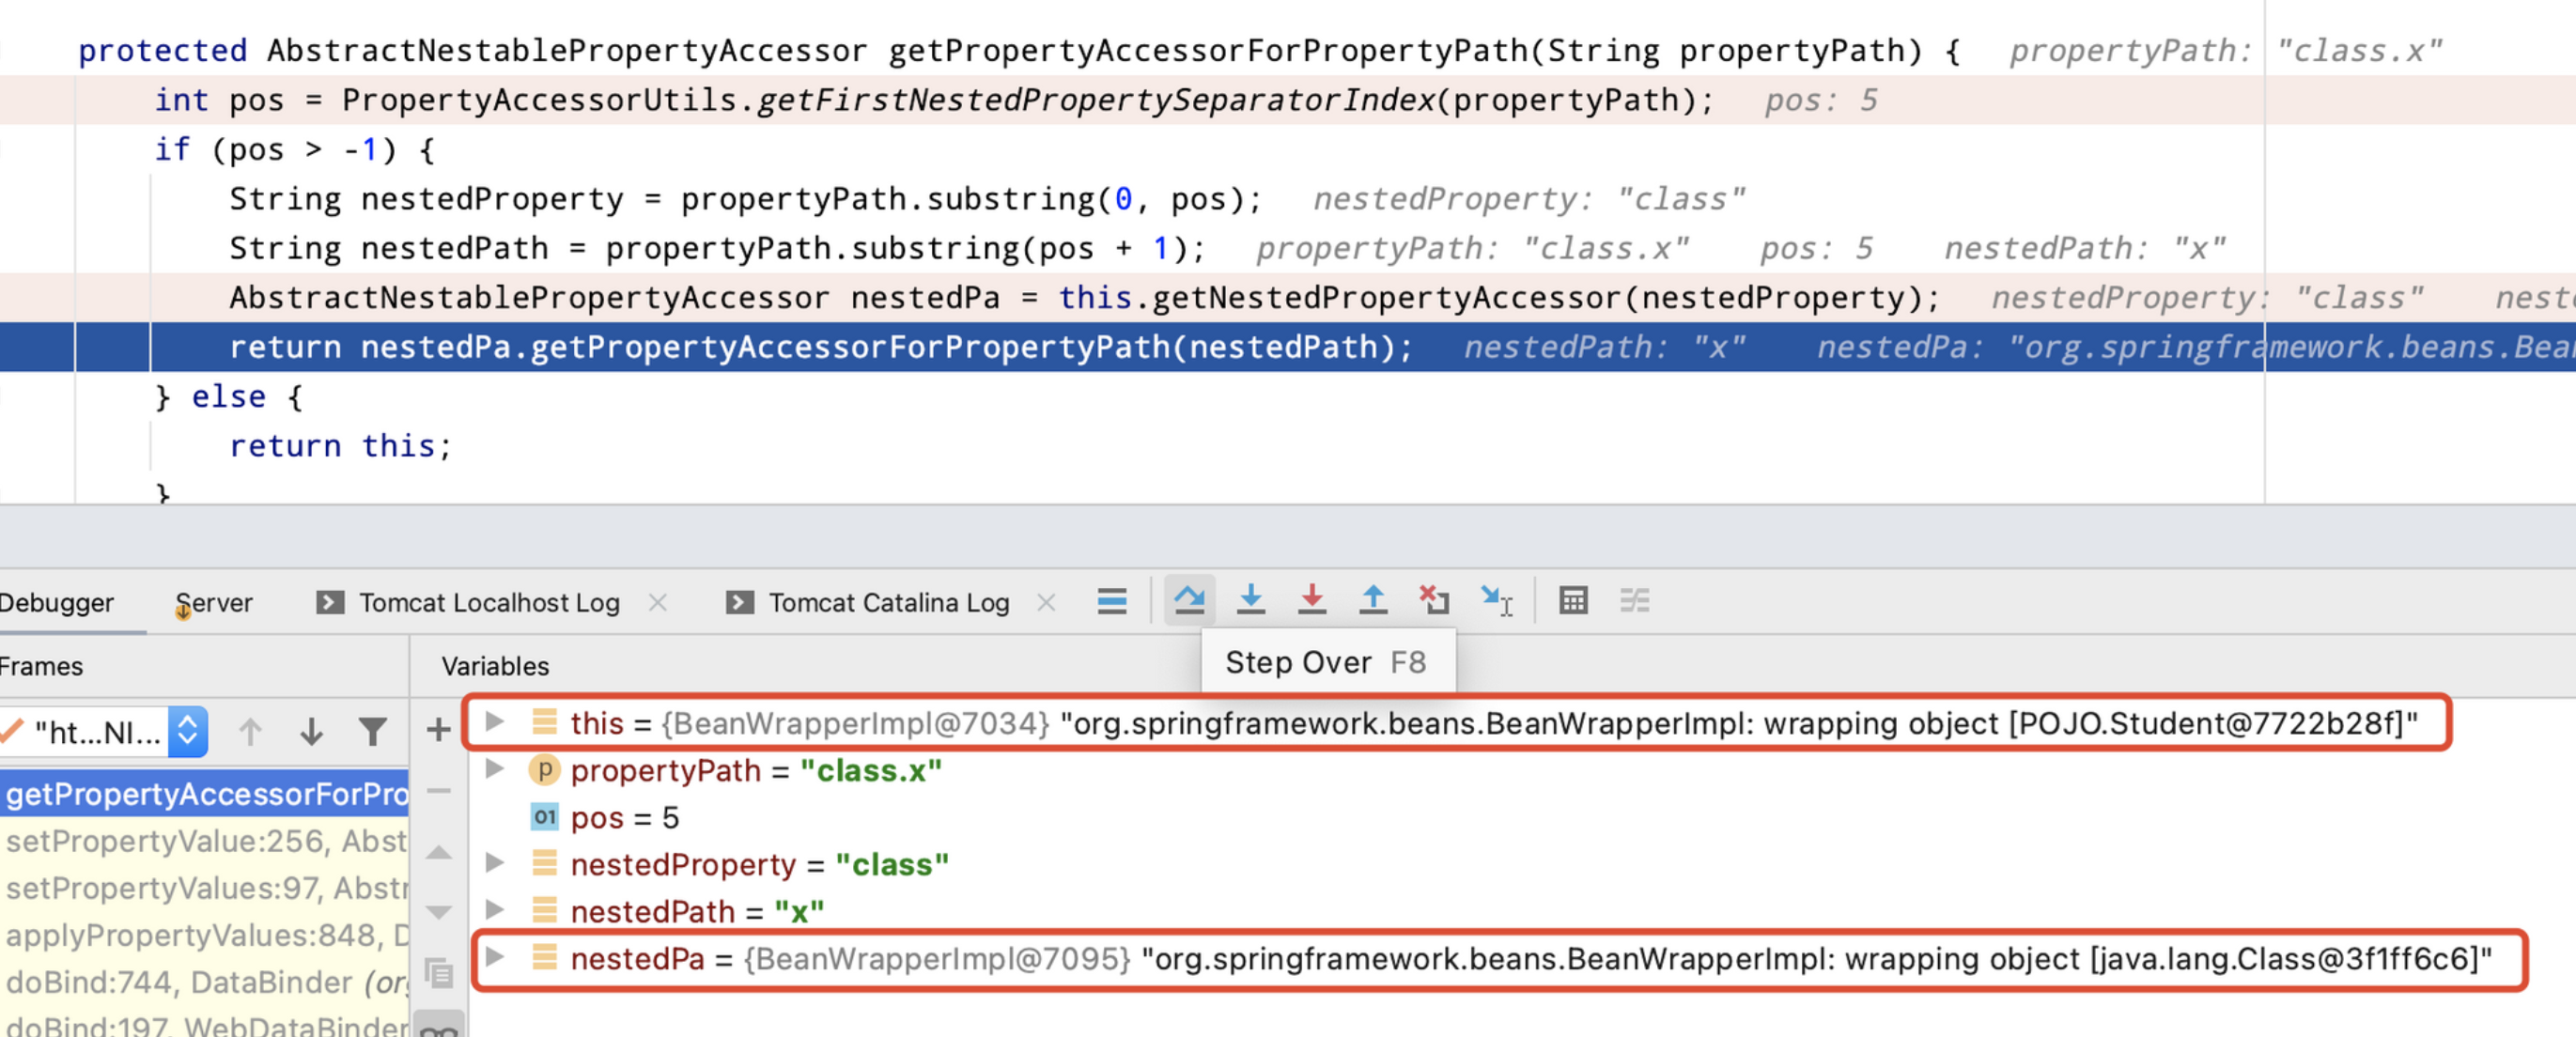 protected AbstractNestablePropertyAccessor getPropertyAccessorForPropertyPath(String propertyPath) { propertyPath: "class.x"
int pos = PropertyAccessorUtils.getFirstNestedPropertySeparatorIndex(propertyPath); pos: 5
if (pos > -1) {
String nestedProperty = propertyPath.substring(0, pos); nestedProperty: "class"
String nestedPath = propertyPath.substring(pos + 1); propertyPath: "class.x" pos: 5 nestedPath: "x"
AbstractNestablePropertyAccessor nestedPa = this.getNestedPropertyAccessor(nestedProperty); nestedProperty: "class" nest
return nestedPa.getPropertyAccessorForPropertyPath(nestedPath); nestedPath: "x" nestedPa: "org.springframework.beans.Bea
} else {
return this;
}
Debugger Server Tomcat Localhost Log Tomcat Catalina Log
Step Over F8
Frames Variables
"ht...NI...
this = {BeanWrapperImpl@7034} "org.springframework.beans.BeanWrapperImpl: wrapping object [POJO.Student@7722b28f]"
p propertyPath = "class.x"
01 pos = 5
nestedProperty = "class"
nestedPath = "x"
nestedPa = {BeanWrapperImpl@7095} "org.springframework.beans.BeanWrapperImpl: wrapping object [java.lang.Class@3f1ff6c6]"
getPropertyAccessorForPro
setPropertyValue:256, Abst
setPropertyValues:97, Abstr
applyPropertyValues:848, D
doBind:744, DataBinder (or
doBind:197, WebDataBinder